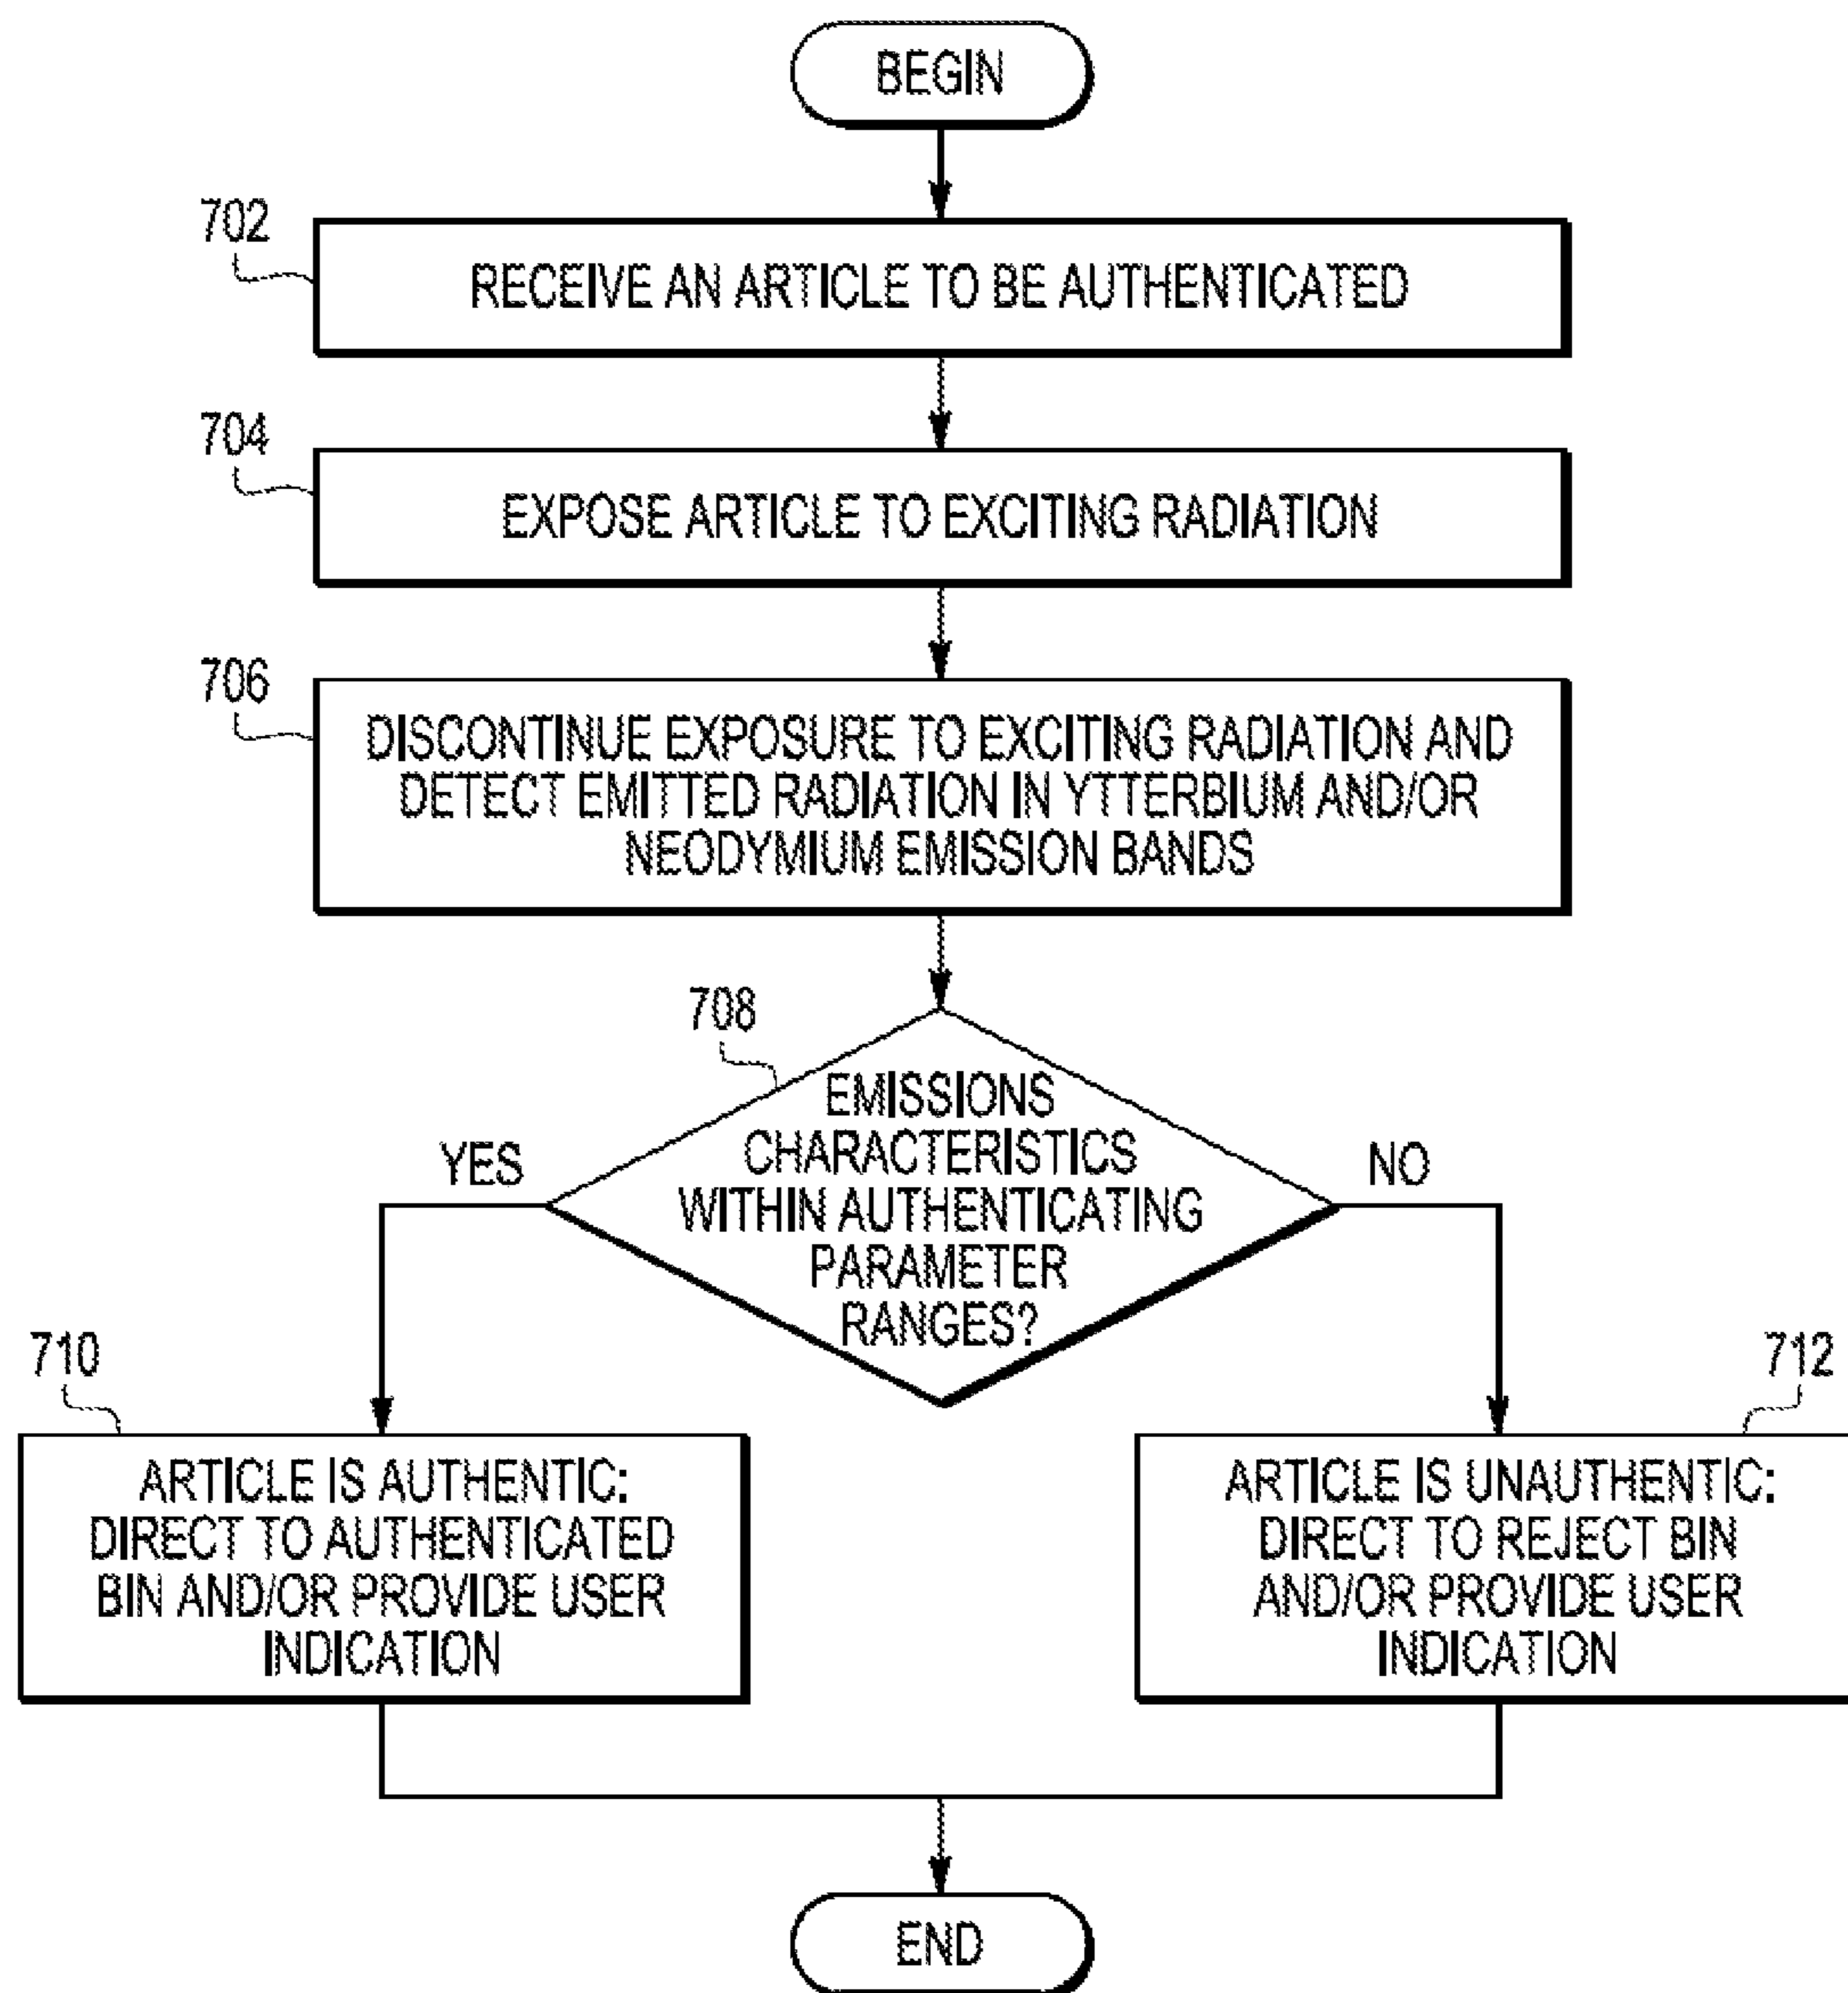 BEGIN
702
RECEIVE AN ARTICLE TO BE AUTHENTICATED
704
EXPOSE ARTICLE TO EXCITING RADIATION
706
DISCONTINUE EXPOSURE TO EXCITING RADIATION AND
DETECT EMITTED RADIATION IN YTTERBIUM AND/OR
NEODYMIUM EMISSION BANDS
708
EMISSIONS
CHARACTERISTICS
WITHIN AUTHENTICATING
PARAMETER
RANGES?
YES
NO
710
ARTICLE IS AUTHENTIC:
DIRECT TO AUTHENTICATED
BIN AND/OR PROVIDE USER
INDICATION
712
ARTICLE IS UNAUTHENTIC:
DIRECT TO REJECT BIN
AND/OR PROVIDE USER
INDICATION
END